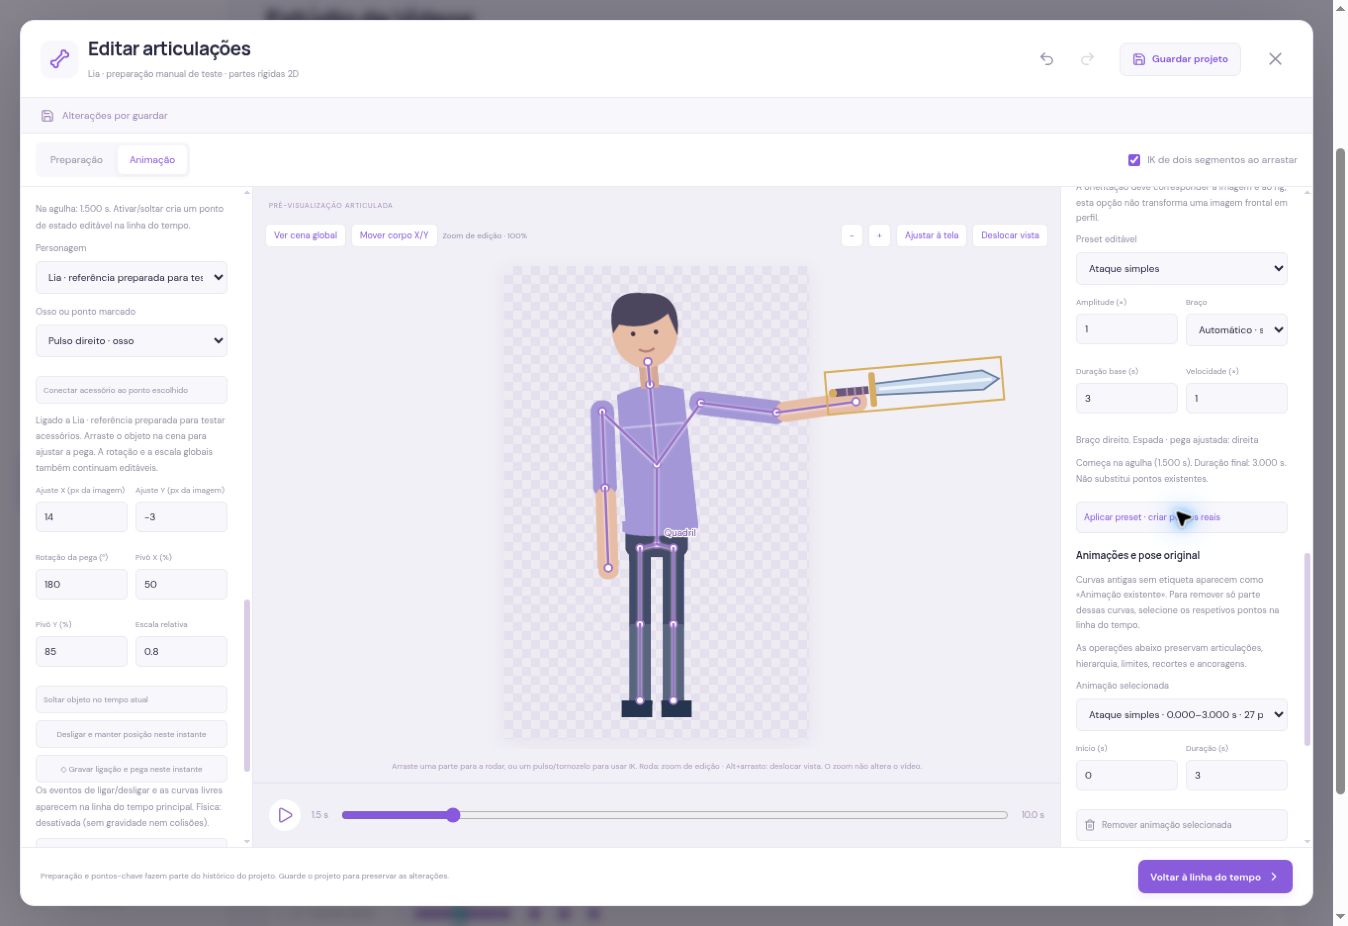 Editar articulações
Lia · preparação manual de teste · partes rígidas 2D
Guardar projeto
Alterações por guardar
Preparação
Animação
IK de dois segmentos ao arrastar
Na agulha: 1.500 s. Ativar/soltar cria um ponto
de estado editável na linha do tempo.
Personagem
Lia · referência preparada para tes
Osso ou ponto marcado
Pulso direito · osso
Conectar acessório ao ponto escolhido
Ligado a Lia · referência preparada para testar
acessórios. Arraste o objeto na cena para
ajustar a pega. A rotação e a escala globais
também continuam editáveis.
Ajuste X (px da imagem)
Ajuste Y (px da imagem)
14
-3
Rotação da pega (°)
Pivô X (%)
180
50
Pivô Y (%)
Escala relativa
85
0.8
Soltar objeto no tempo atual
Desligar e manter posição neste instante
◇ Gravar ligação e pega neste instante
Os eventos de ligar/desligar e as curvas livres
aparecem na linha do tempo principal. Física:
desativada (sem gravidade nem colisões).
PRÉ-VISUALIZAÇÃO ARTICULADA
Ver cena global
Mover corpo X/Y
Zoom de edição · 100%
-
+
Ajustar à tela
Deslocar vista
Quadril
Arraste uma parte para a rodar, ou um pulso/tornozelo para usar IK. Roda: zoom de edição · Alt+arrasto: deslocar vista. O zoom não altera o vídeo.
1.5 s
10.0 s
A orientação deve corresponder à imagem e ao rig;
esta opção não transforma uma imagem frontal em
perfil.
Preset editável
Ataque simples
Amplitude (×)
Braço
1
Automático · s
Duração base (s)
Velocidade (×)
3
1
Braço direito. Espada · pega ajustada: direita
Começa na agulha (1.500 s). Duração final: 3.000 s.
Não substitui pontos existentes.
Aplicar preset · criar pontos reais
Animações e pose original
Curvas antigas sem etiqueta aparecem como
«Animação existente». Para remover só parte
dessas curvas, selecione os respetivos pontos na
linha do tempo.
As operações abaixo preservam articulações,
hierarquia, limites, recortes e ancoragens.
Animação selecionada
Ataque simples · 0.000–3.000 s · 27 p
Início (s)
Duração (s)
0
3
Remover animação selecionada
Preparação e pontos-chave fazem parte do histórico do projeto. Guarde o projeto para preservar as alterações.
Voltar à linha do tempo